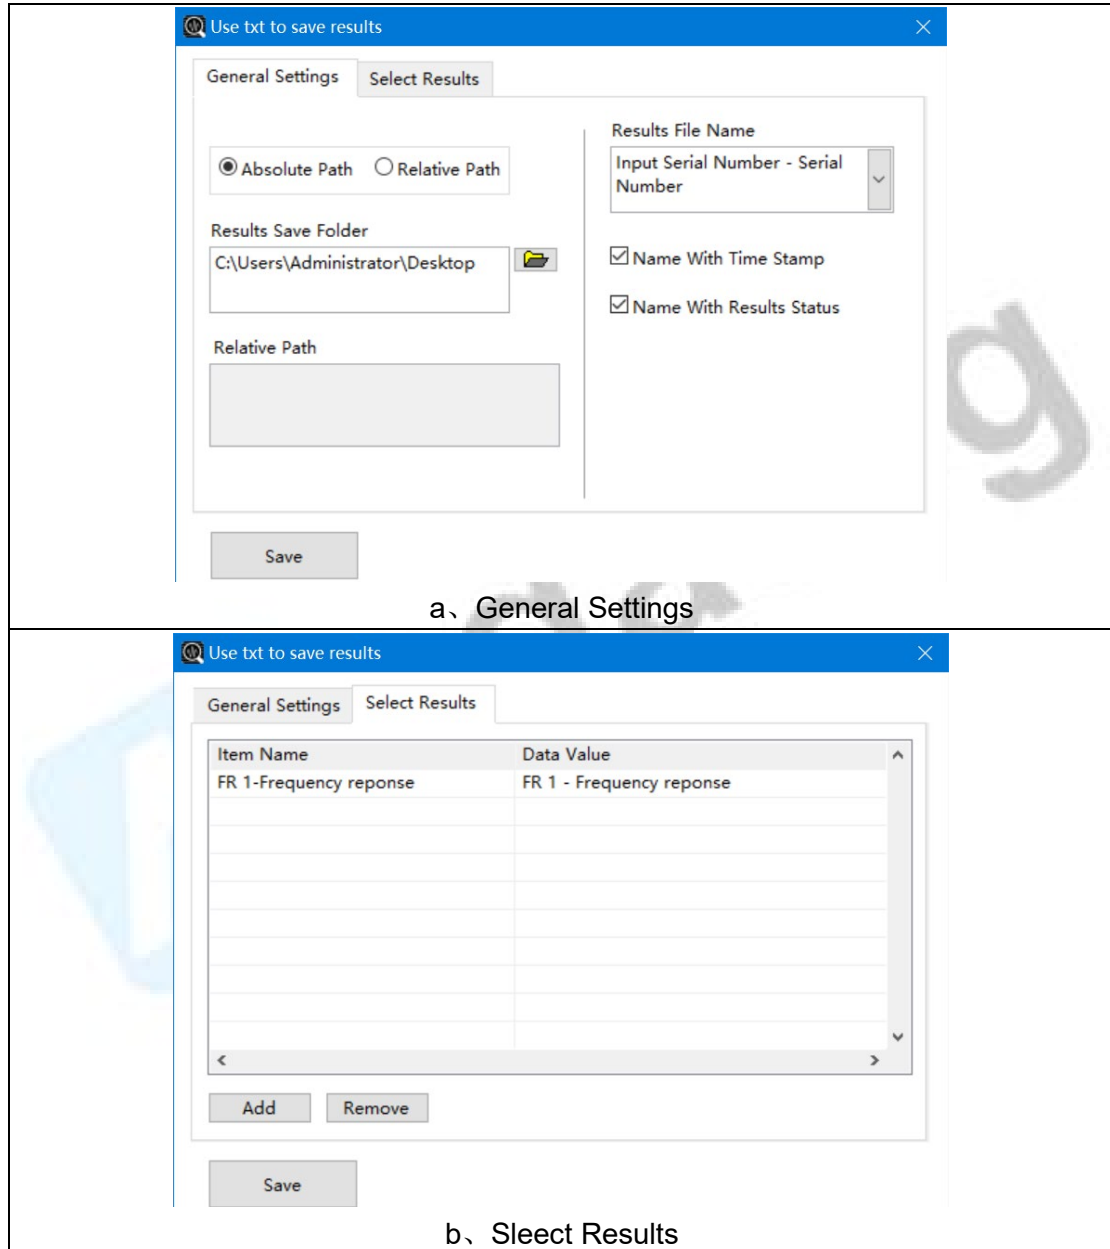 Use txt to save results
General Settings
Select Results
Absolute Path
Relative Path
Results Save Folder
C:\Users\Administrator\Desktop
Relative Path
Results File Name
Input Serial Number - Serial
Number
Name With Time Stamp
Name With Results Status
Save
a、General Settings
Use txt to save results
General Settings
Select Results
Item Name
Data Value
FR 1-Frequency reponse
FR 1 - Frequency reponse
Add
Remove
Save
b、Sleect Results